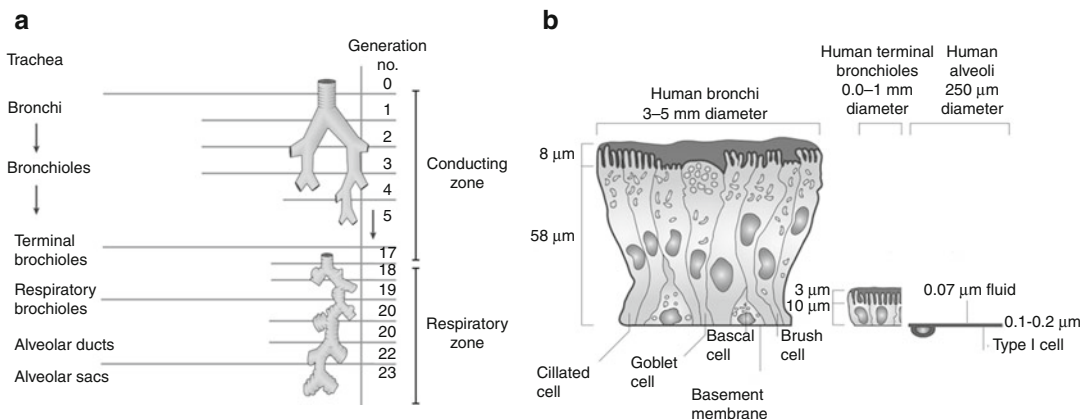 a
Trachea
Bronchi
Bronchioles
Terminal
brochioles
Respiratory
brochioles
Alveolar ducts
Alveolar sacs
Generation
no.
0
1
2
3
4
5
17
18
19
20
20
22
23
Conducting
zone
Respiratory
zone
b
Human bronchi
3–5 mm diameter
Human terminal
bronchioles
0.0–1 mm
diameter
Human
alveoli
250 μm
diameter
8 μm
58 μm
3 μm
10 μm
0.07 μm fluid
0.1-0.2 μm
Type I cell
Cillated
cell
Goblet
cell
Bascal
cell
Basement
membrane
Brush
cell